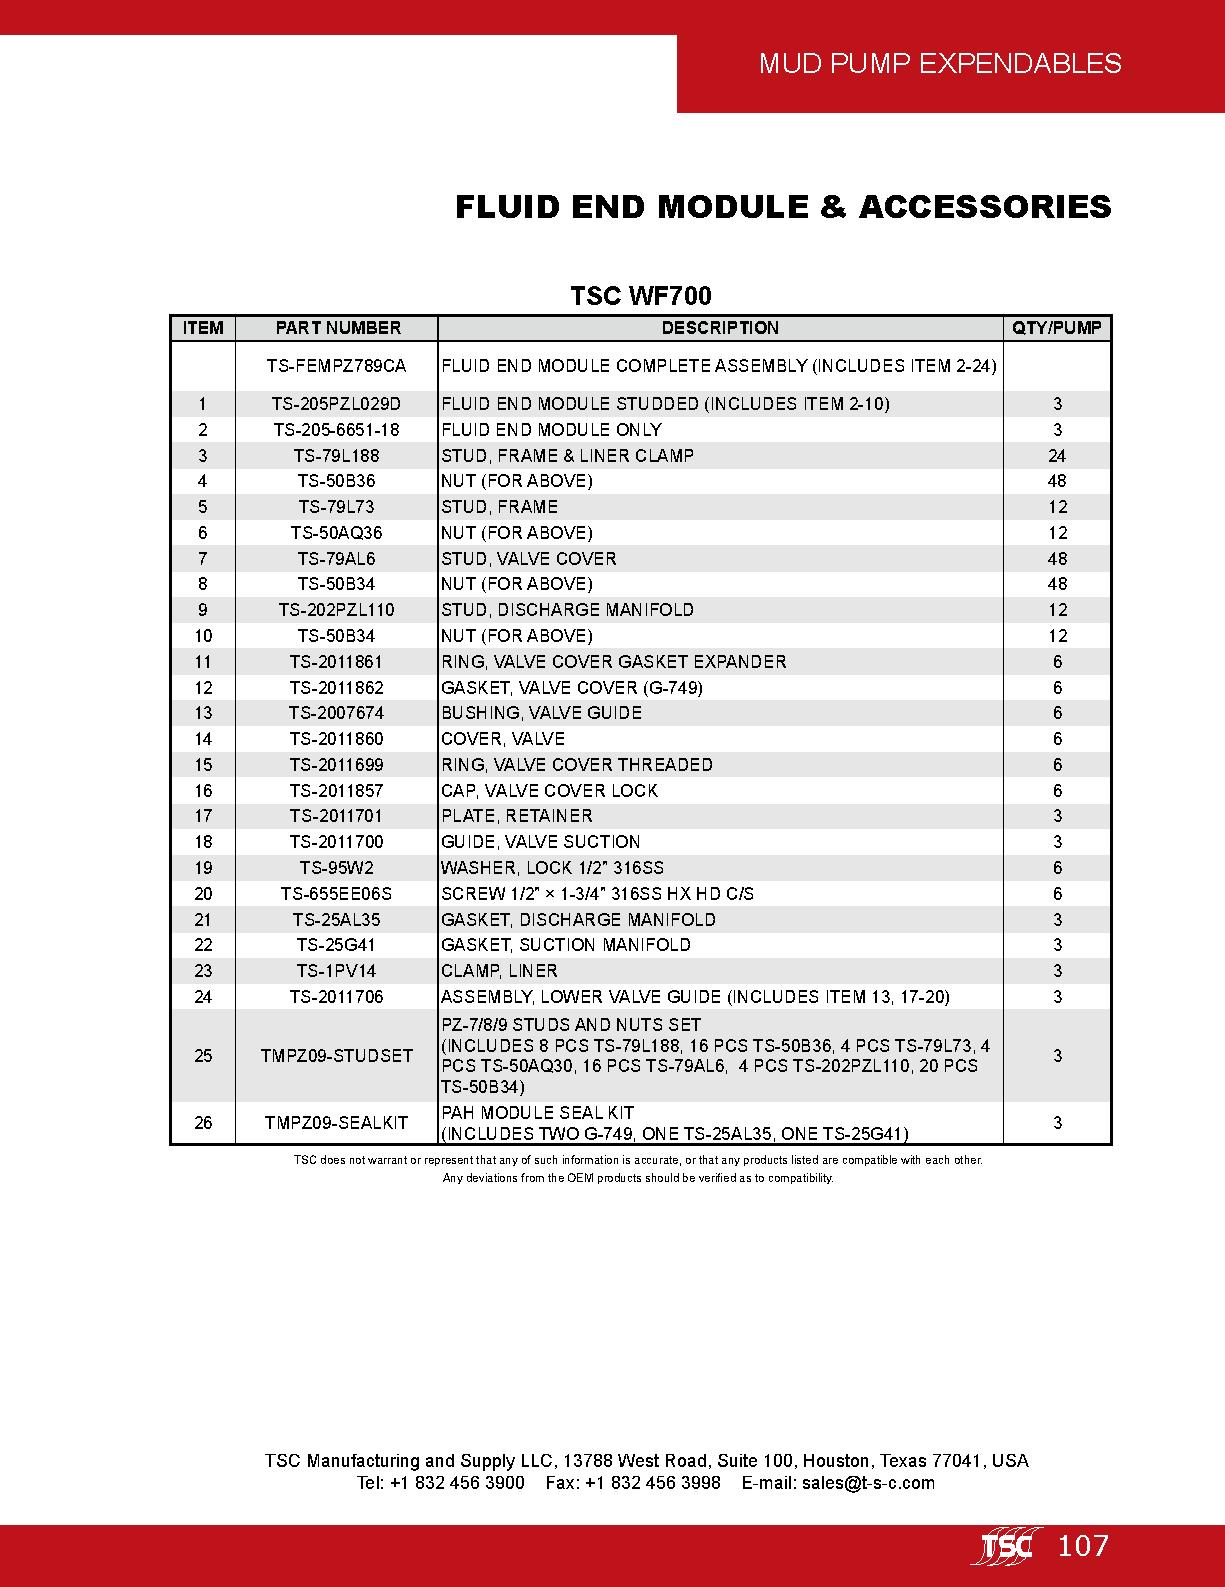 MUD PUMP EXPENDABLES
FLUID END MODULE & ACCESSORIES
TSC WF700
ITEM PART NUMBER DESCRIPTION QTY/PUMP
TS-FEMPZ789CA FLUID END MODULE COMPLETE ASSEMBLY (INCLUDES ITEM 2-24)
1 TS-205PZL029D FLUID END MODULE STUDDED (INCLUDES ITEM 2-10) 3
2 TS-205-6651-18 FLUID END MODULE ONLY 3
3 TS-79L188 STUD, FRAME & LINER CLAMP 24
4 TS-50B36 NUT (FOR ABOVE) 48
5 TS-79L73 STUD, FRAME 12
6 TS-50AQ36 NUT (FOR ABOVE) 12
7 TS-79AL6 STUD, VALVE COVER 48
8 TS-50B34 NUT (FOR ABOVE) 48
9 TS-202PZL110 STUD, DISCHARGE MANIFOLD 12
10 TS-50B34 NUT (FOR ABOVE) 12
11 TS-2011861 RING, VALVE COVER GASKET EXPANDER 6
12 TS-2011862 GASKET, VALVE COVER (G-749) 6
13 TS-2007674 BUSHING, VALVE GUIDE 6
14 TS-2011860 COVER, VALVE 6
15 TS-2011699 RING, VALVE COVER THREADED 6
16 TS-2011857 CAP, VALVE COVER LOCK 6
17 TS-2011701 PLATE, RETAINER 3
18 TS-2011700 GUIDE, VALVE SUCTION 3
19 TS-95W2 WASHER, LOCK 1/2" 316SS 6
20 TS-655EE06S SCREW 1/2" × 1-3/4" 316SS HX HD C/S 6
21 TS-25AL35 GASKET, DISCHARGE MANIFOLD 3
22 TS-25G41 GASKET, SUCTION MANIFOLD 3
23 TS-1PV14 CLAMP, LINER 3
24 TS-2011706 ASSEMBLY, LOWER VALVE GUIDE (INCLUDES ITEM 13, 17-20) 3
PZ-7/8/9 STUDS AND NUTS SET
(INCLUDES 8 PCS TS-79L188, 16 PCS TS-50B36, 4 PCS TS-79L73, 4
25 TMPZ09-STUDSET 3
PCS TS-50AQ30, 16 PCS TS-79AL6, 4 PCS TS-202PZL110, 20 PCS
TS-50B34)
PAH MODULE SEAL KIT
26 TMPZ09-SEALKIT 3
(INCLUDES TWO G-749, ONE TS-25AL35, ONE TS-25G41)
TSC does not warrant or represent that any of such information is accurate, or that any products listed are compatible with each other.
Any deviations from the OEM products should be verified as to compatibility.
TSC Manufacturing and Supply LLC, 13788 West Road, Suite 100, Houston, Texas 77041, USA
Tel: +1 832 456 3900 Fax: +1 832 456 3998 E-mail: sales@t-s-c.com
TSC 107